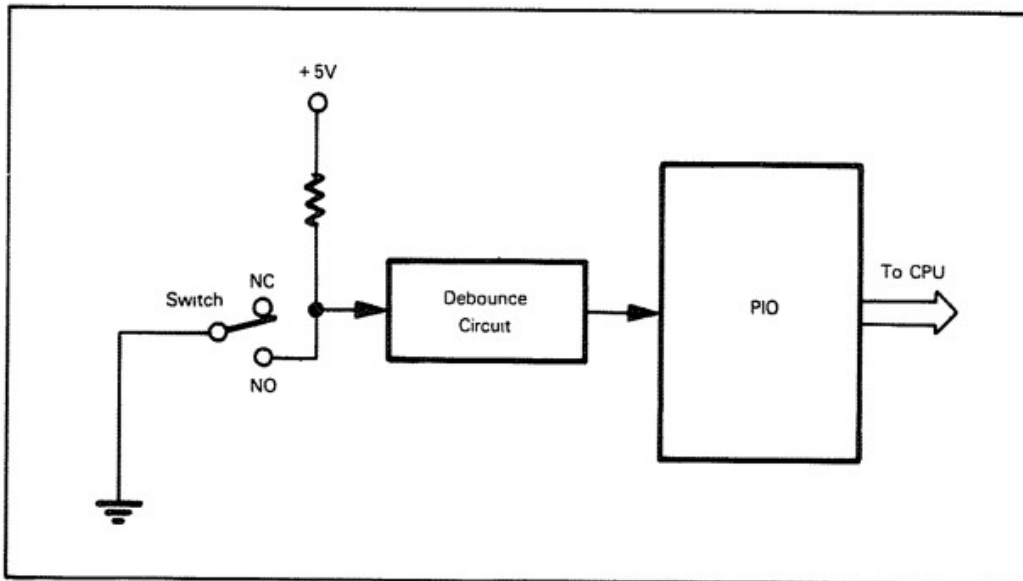 +5V
NC
Switch
NO
Debounce
Circuit
PIO
To CPU